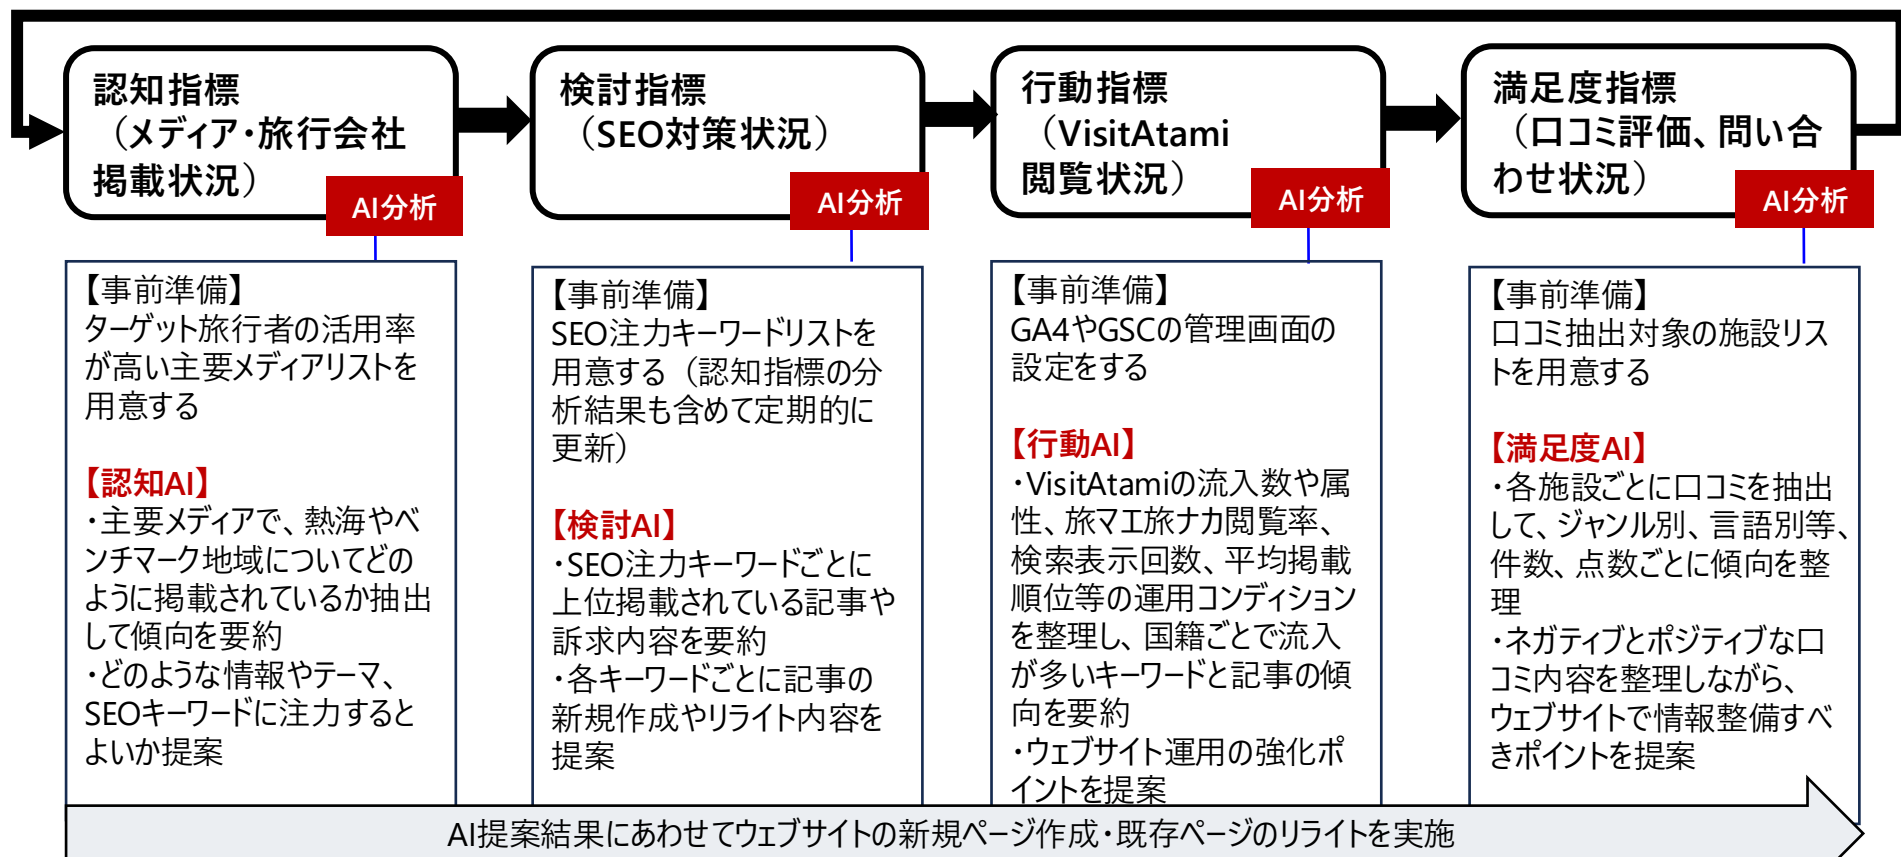 認知指標
（メディア・旅行会社
掲載状況）
AI分析
検討指標
（SEO対策状況）
AI分析
行動指標
（VisitAtami
閲覧状況）
AI分析
満足度指標
（口コミ評価、問い合
わせ状況）
AI分析
【事前準備】
ターゲット旅行者の活用率
が高い主要メディアリストを
用意する
【認知AI】
・主要メディアで、熱海やベ
ンチマーク地域についてどの
ように掲載されているか抽出
して傾向を要約
・どのような情報やテーマ、
SEOキーワードに注力すると
よいか提案
【事前準備】
SEO注力キーワードリストを
用意する（認知指標の分
析結果も含めて定期的に
更新）
【検討AI】
・SEO注力キーワードごとに
上位掲載されている記事や
訴求内容を要約
・各キーワードごとに記事の
新規作成やリライト内容を
提案
【事前準備】
GA4やGSCの管理画面の
設定をする
【行動AI】
・VisitAtamiの流入数や属
性、旅マエ旅ナカ閲覧率、
検索表示回数、平均掲載
順位等の運用コンディション
を整理し、国籍ごとで流入
が多いキーワードと記事の傾
向を要約
・ウェブサイト運用の強化ポ
イントを提案
【事前準備】
口コミ抽出対象の施設リス
トを用意する
【満足度AI】
・各施設ごとに口コミを抽出
して、ジャンル別、言語別等、
件数、点数ごとに傾向を整
理
・ネガティブとポジティブな口
コミ内容を整理しながら、
ウェブサイトで情報整備すべ
きポイントを提案
AI提案結果にあわせてウェブサイトの新規ページ作成・既存ページのリライトを実施